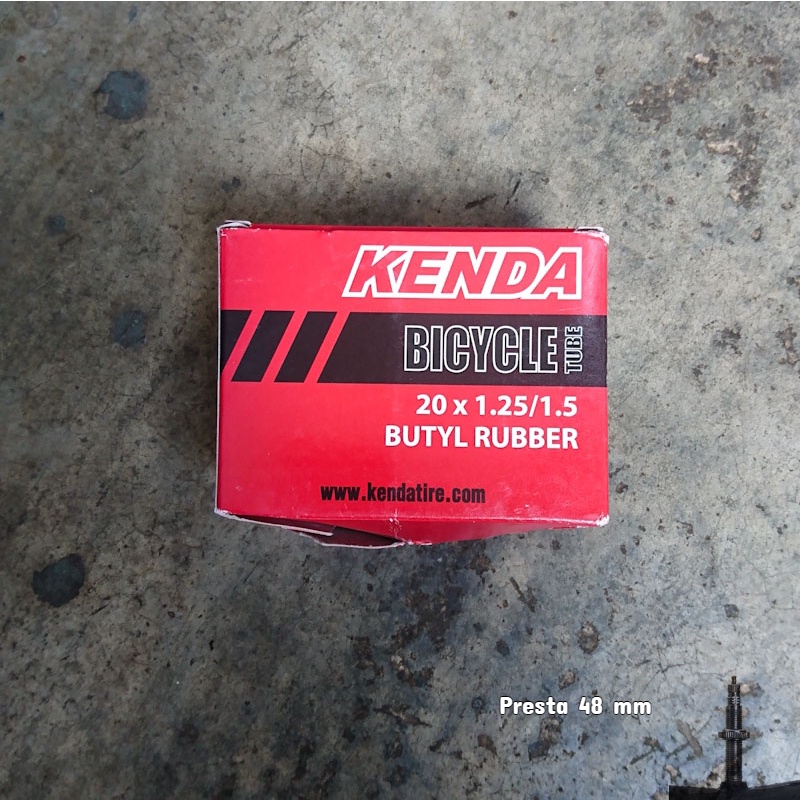 KENDA
BICYCLE TUBE
20 x 1.25/1.5
BUTYL RUBBER
www.kendatire.com
Presta 48 mm